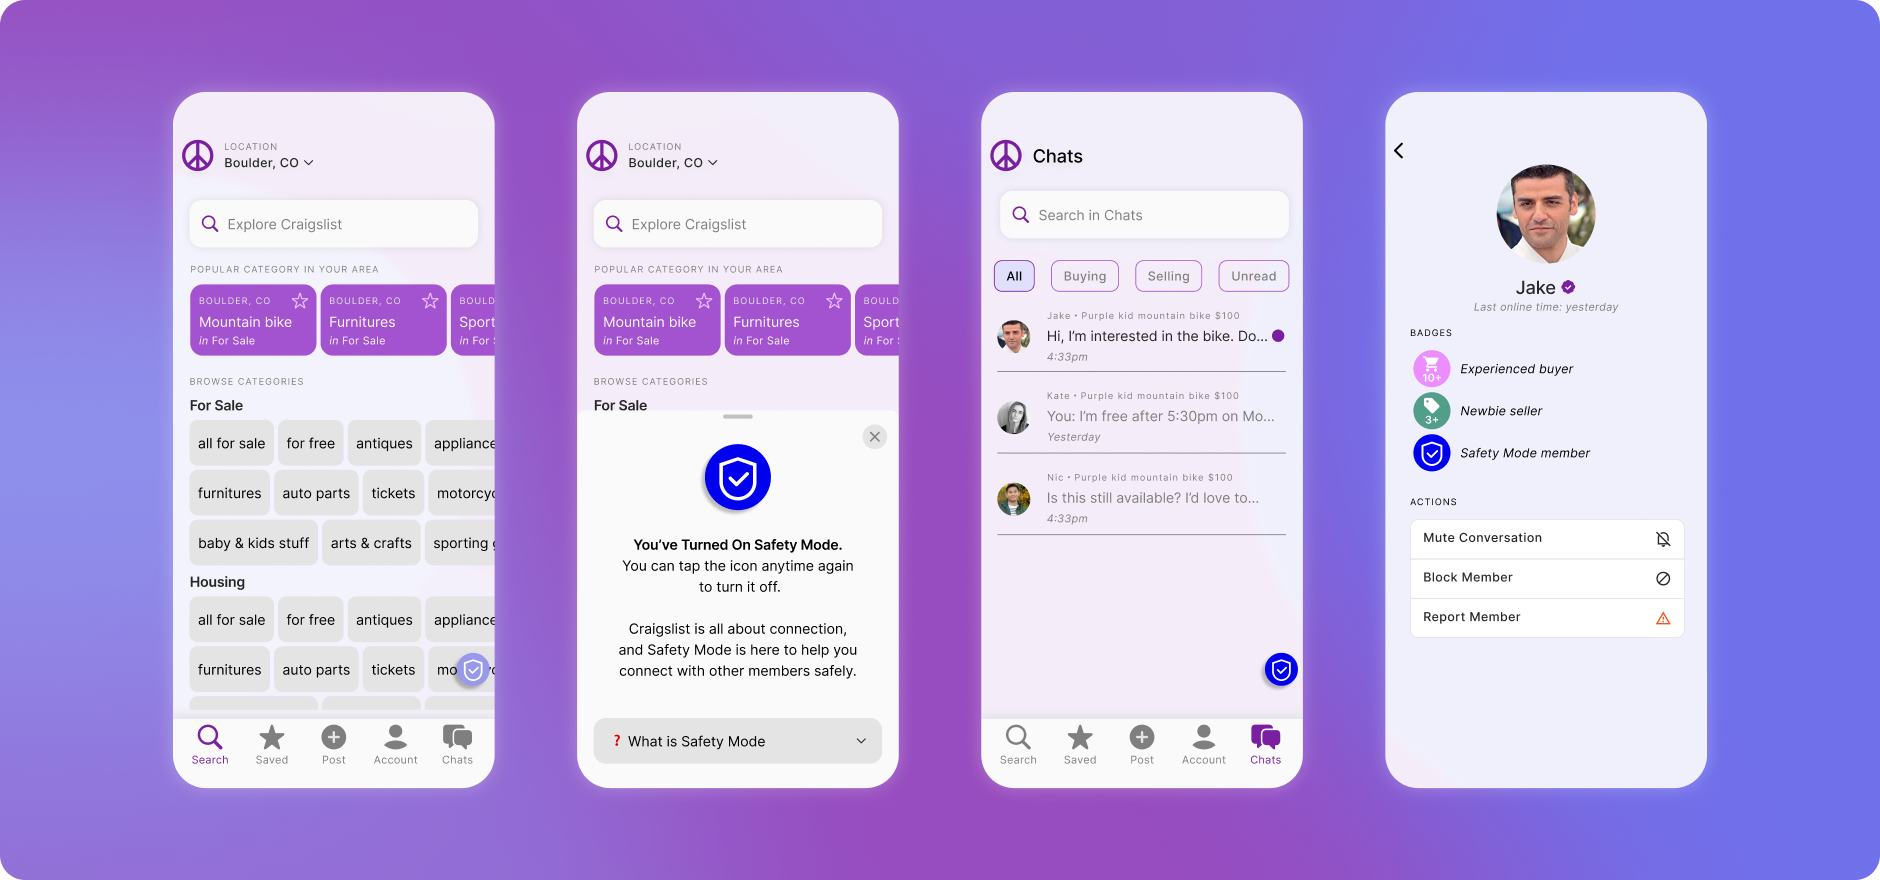 LOCATION
Boulder, CO
Explore Craigslist
POPULAR CATEGORY IN YOUR AREA
BOULDER, CO
Mountain bike
in For Sale
BOULDER, CO
Furnitures
in For Sale
BOULD
Sport
in For S
BROWSE CATEGORIES
For Sale
all for sale
for free
antiques
appliance
furnitures
auto parts
tickets
motorcyc
baby & kids stuff
arts & crafts
sporting g
Housing
all for sale
for free
antiques
appliance
furnitures
auto parts
tickets
mo
Search
Saved
Post
Account
Chats
LOCATION
Boulder, CO
Explore Craigslist
POPULAR CATEGORY IN YOUR AREA
BOULDER, CO
Mountain bike
in For Sale
BOULDER, CO
Furnitures
in For Sale
BOULD
Sport
in For S
BROWSE CATEGORIES
For Sale
You’ve Turned On Safety Mode.
You can tap the icon anytime again
to turn it off.
Craigslist is all about connection,
and Safety Mode is here to help you
connect with other members safely.
? What is Safety Mode
Chats
Search in Chats
All
Buying
Selling
Unread
Jake • Purple kid mountain bike $100
Hi, I’m interested in the bike. Do...
4:33pm
Kate • Purple kid mountain bike $100
You: I’m free after 5:30pm on Mo...
Yesterday
Nic • Purple kid mountain bike $100
Is this still available? I’d love to...
4:33pm
Search
Saved
Post
Account
Chats
Jake
Last online time: yesterday
BADGES
10+
Experienced buyer
3+
Newbie seller
Safety Mode member
ACTIONS
Mute Conversation
Block Member
Report Member